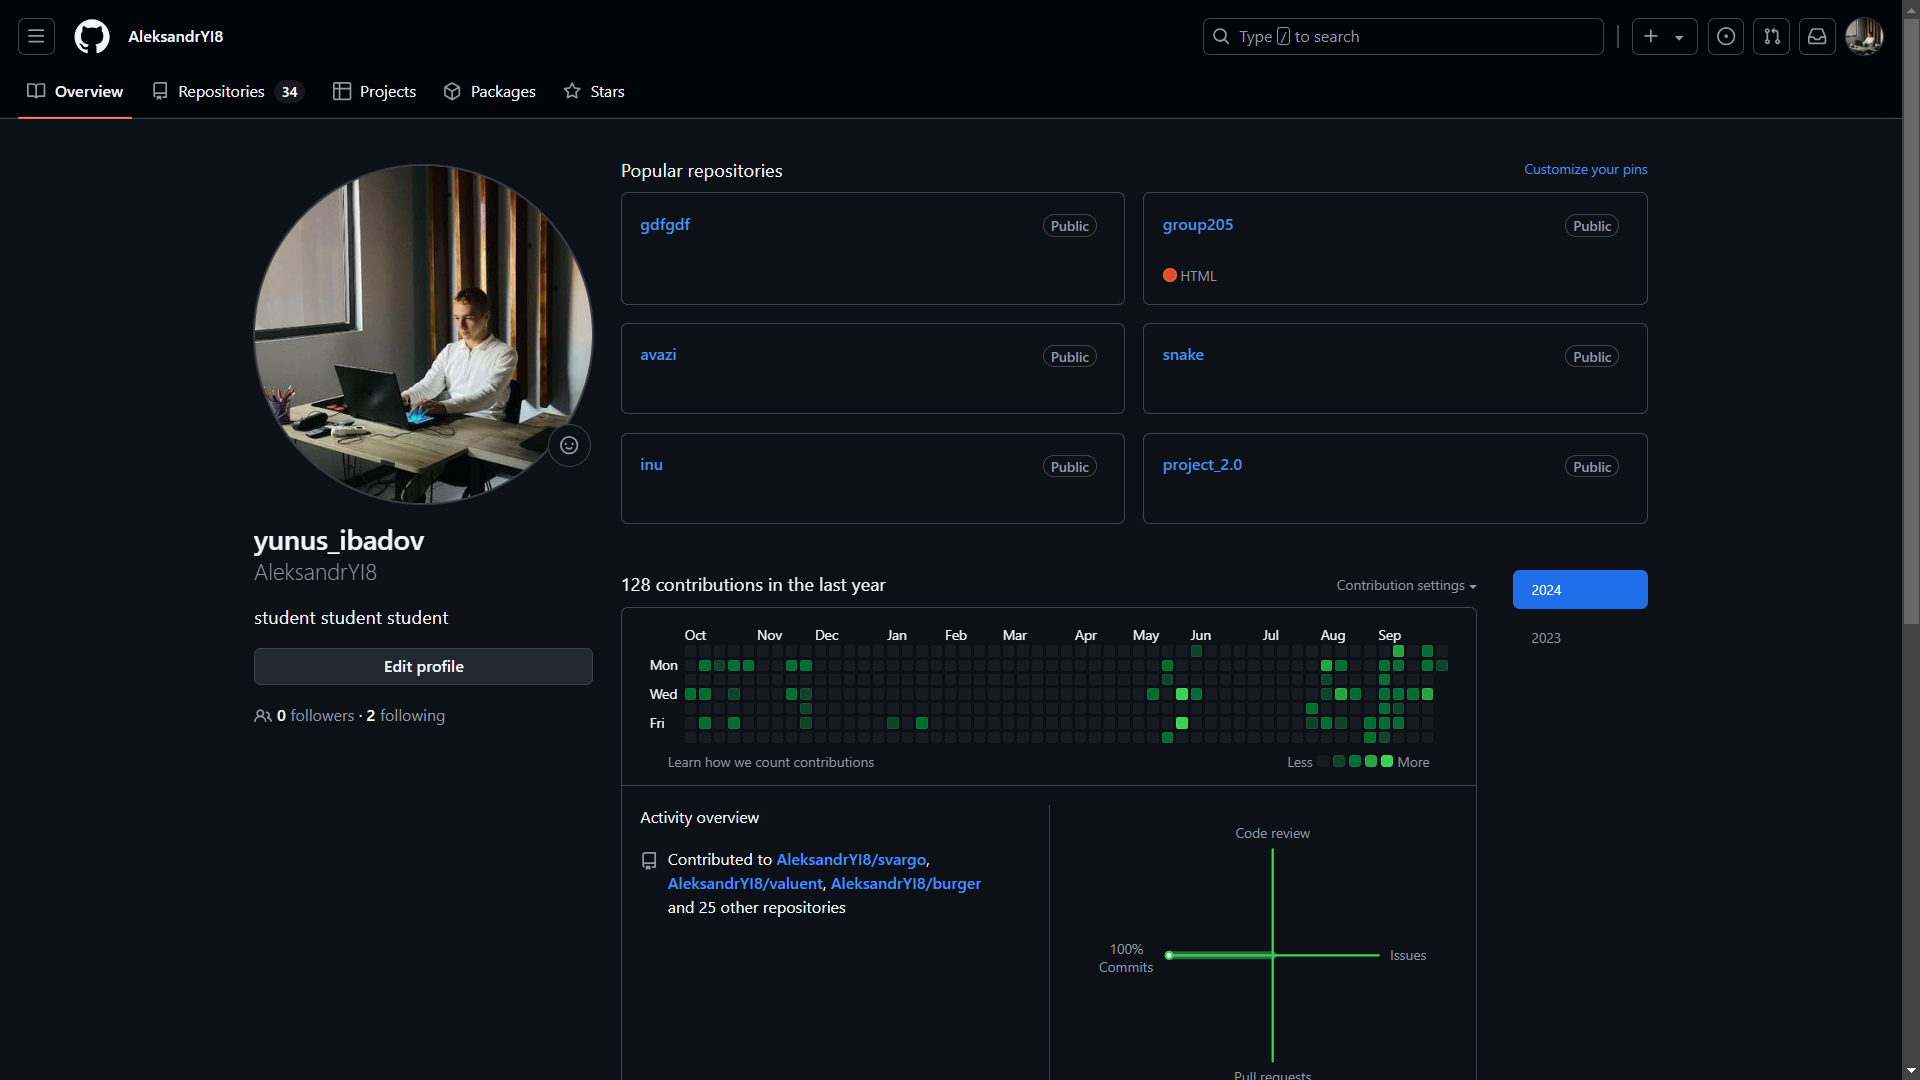 AleksandrYI8
Type / to search
Overview
Repositories 34
Projects
Packages
Stars
yunus_ibadov
AleksandrYI8
student student student
Edit profile
0 followers · 2 following
Popular repositories
Customize your pins
gdfgdf Public
group205 Public
HTML
avazi Public
snake Public
inu Public
project_2.0 Public
128 contributions in the last year
Contribution settings
2024
2023
Oct Nov Dec Jan Feb Mar Apr May Jun Jul Aug Sep
Mon
Wed
Fri
Learn how we count contributions
Less More
Activity overview
Contributed to AleksandrYI8/svargo,
AleksandrYI8/valuent, AleksandrYI8/burger
and 25 other repositories
Code review
100%
Commits
Issues
Pull requests